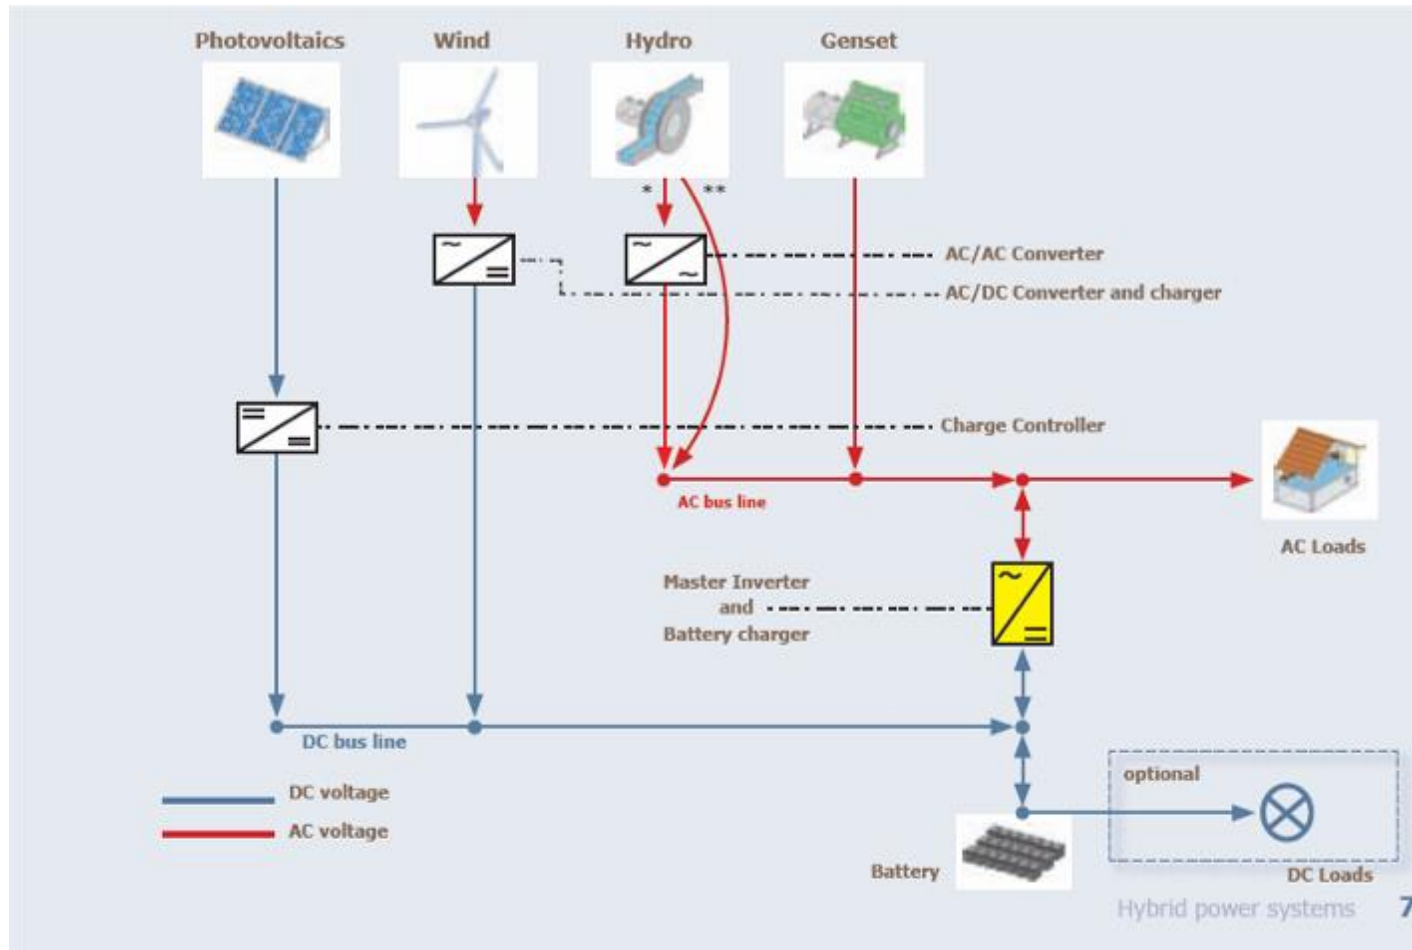 Photovoltaics
Wind
Hydro
Genset
*
**
AC/AC Converter
AC/DC Converter and charger
Charge Controller
AC bus line
AC Loads
Master Inverter
and
Battery charger
DC bus line
DC voltage
AC voltage
optional
Battery
DC Loads
Hybrid power systems 7